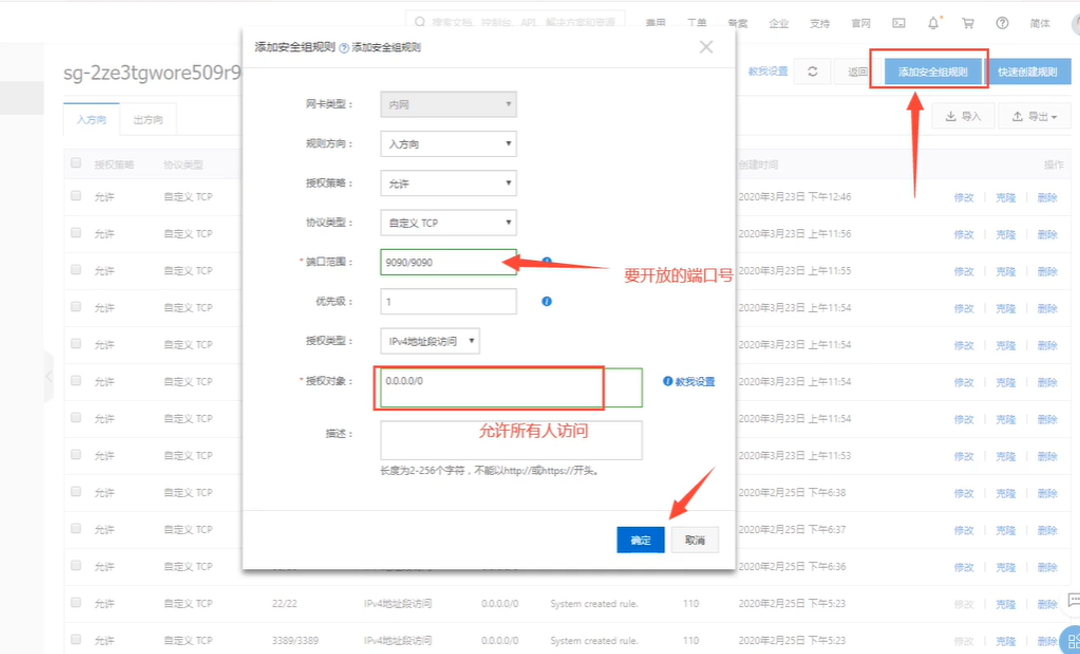 搜索文档、控制台、API、解决方案和资源 费用 工单 备案 企业 支持 官网 简体
添加安全组规则 添加安全组规则
sg-2ze3tgwore509r9
教我设置 返回 添加安全组规则 快速创建规则
入方向 出方向
导入 导出
授权策略 协议类型 创建时间 操作
网卡类型： 内网
规则方向： 入方向
授权策略： 允许
协议类型： 自定义 TCP
* 端口范围： 9090/9090
要开放的端口号
优先级： 1
授权类型： IPv4地址段访问
* 授权对象： 0.0.0.0/0
教我设置
允许所有人访问
描述：
长度为2-256个字符，不能以http://或https://开头。
确定 取消
允许 自定义 TCP 2020年3月23日 下午12:46 修改 克隆 删除
允许 自定义 TCP 2020年3月23日 上午11:56 修改 克隆 删除
允许 自定义 TCP 2020年3月23日 上午11:55 修改 克隆 删除
允许 自定义 TCP 2020年3月23日 上午11:54 修改 克隆 删除
允许 自定义 TCP 2020年3月23日 上午11:54 修改 克隆 删除
允许 自定义 TCP 2020年3月23日 上午11:54 修改 克隆 删除
允许 自定义 TCP 2020年3月23日 上午11:54 修改 克隆 删除
允许 自定义 TCP 2020年3月23日 上午11:53 修改 克隆 删除
允许 自定义 TCP 2020年2月25日 下午6:38 修改 克隆 删除
允许 自定义 TCP 2020年2月25日 下午6:37 修改 克隆 删除
允许 自定义 TCP 2020年2月25日 下午6:36 修改 克隆 删除
允许 自定义 TCP 22/22 IPv4地址段访问 0.0.0.0/0 System created rule. 110 2020年2月25日 下午5:23 修改 克隆 删除
允许 自定义 TCP 3389/3389 IPv4地址段访问 0.0.0.0/0 System created rule. 110 2020年2月25日 下午5:23 修改 克隆 删除